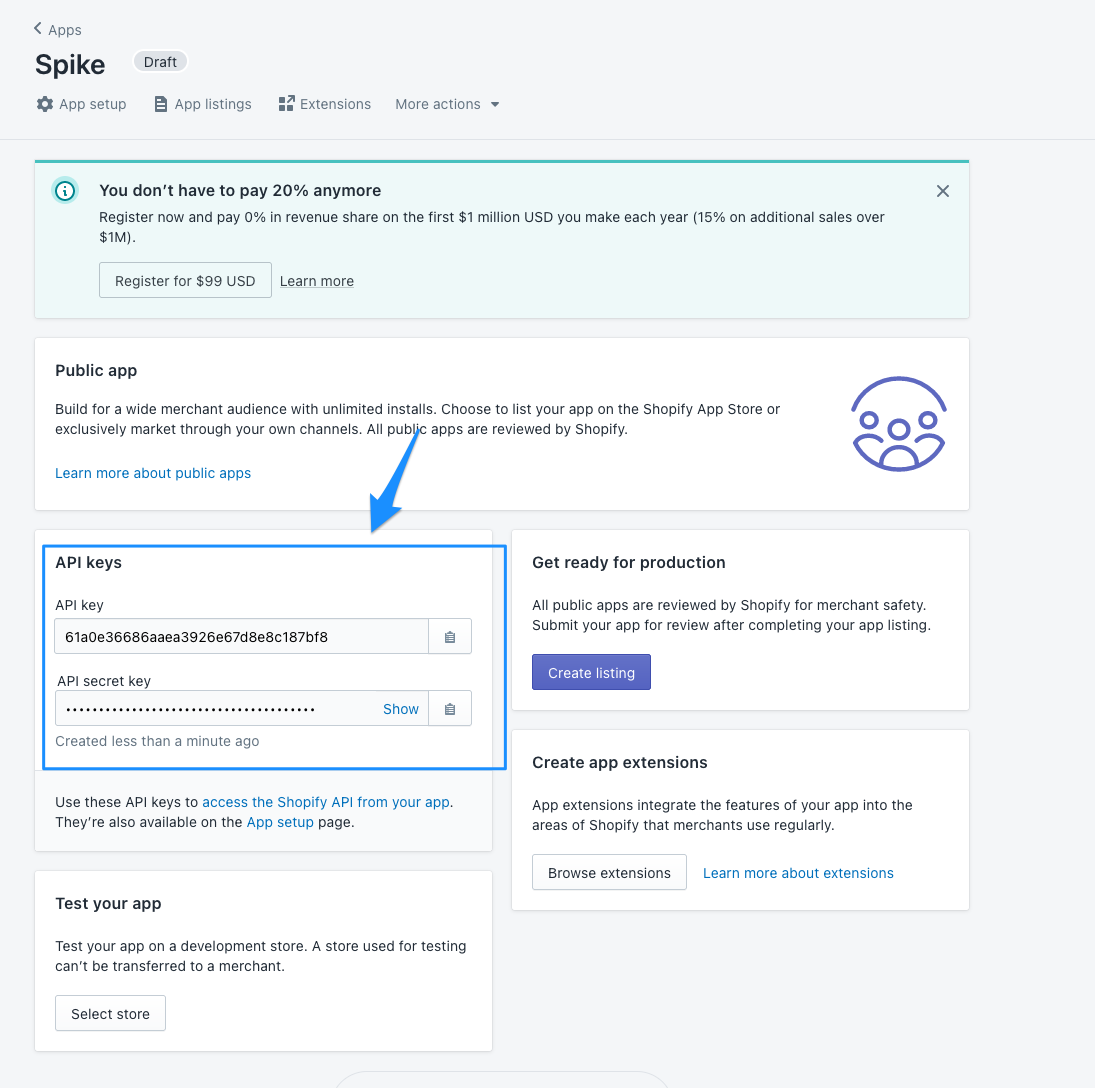 Apps
Spike Draft
App setup App listings Extensions More actions
You don’t have to pay 20% anymore
Register now and pay 0% in revenue share on the first $1 million USD you make each year (15% on additional sales over
$1M).
Register for $99 USD Learn more
Public app
Build for a wide merchant audience with unlimited installs. Choose to list your app on the Shopify App Store or
exclusively market through your own channels. All public apps are reviewed by Shopify.
Learn more about public apps
API keys
API key
61a0e36686aaea3926e67d8e8c187bf8
API secret key
•••••••••••••••••••••••••••••••••••••• Show
Created less than a minute ago
Use these API keys to access the Shopify API from your app.
They’re also available on the App setup page.
Test your app
Test your app on a development store. A store used for testing
can’t be transferred to a merchant.
Select store
Get ready for production
All public apps are reviewed by Shopify for merchant safety.
Submit your app for review after completing your app listing.
Create listing
Create app extensions
App extensions integrate the features of your app into the
areas of Shopify that merchants use regularly.
Browse extensions Learn more about extensions